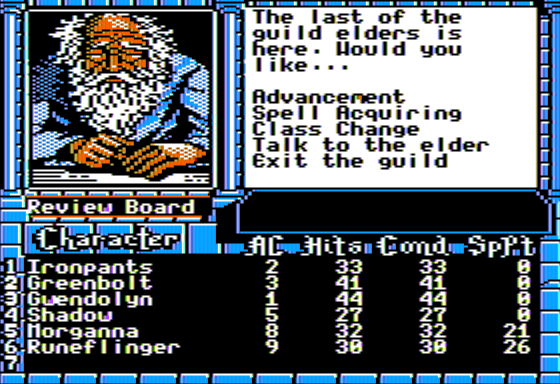 The last of the
guild elders is
here. Would you
like...
Advancement
Spell Acquiring
Class Change
Talk to the elder
Exit the guild
Review Board
Character AC Hits Cond SpPt
1 Ironpants 2 33 33 0
2 Greenbolt 3 41 41 0
3 Gwendolyn 1 44 44 0
4 Shadow 5 27 27 0
5 Morganna 8 32 32 21
6 Runeflinger 9 30 30 26
7